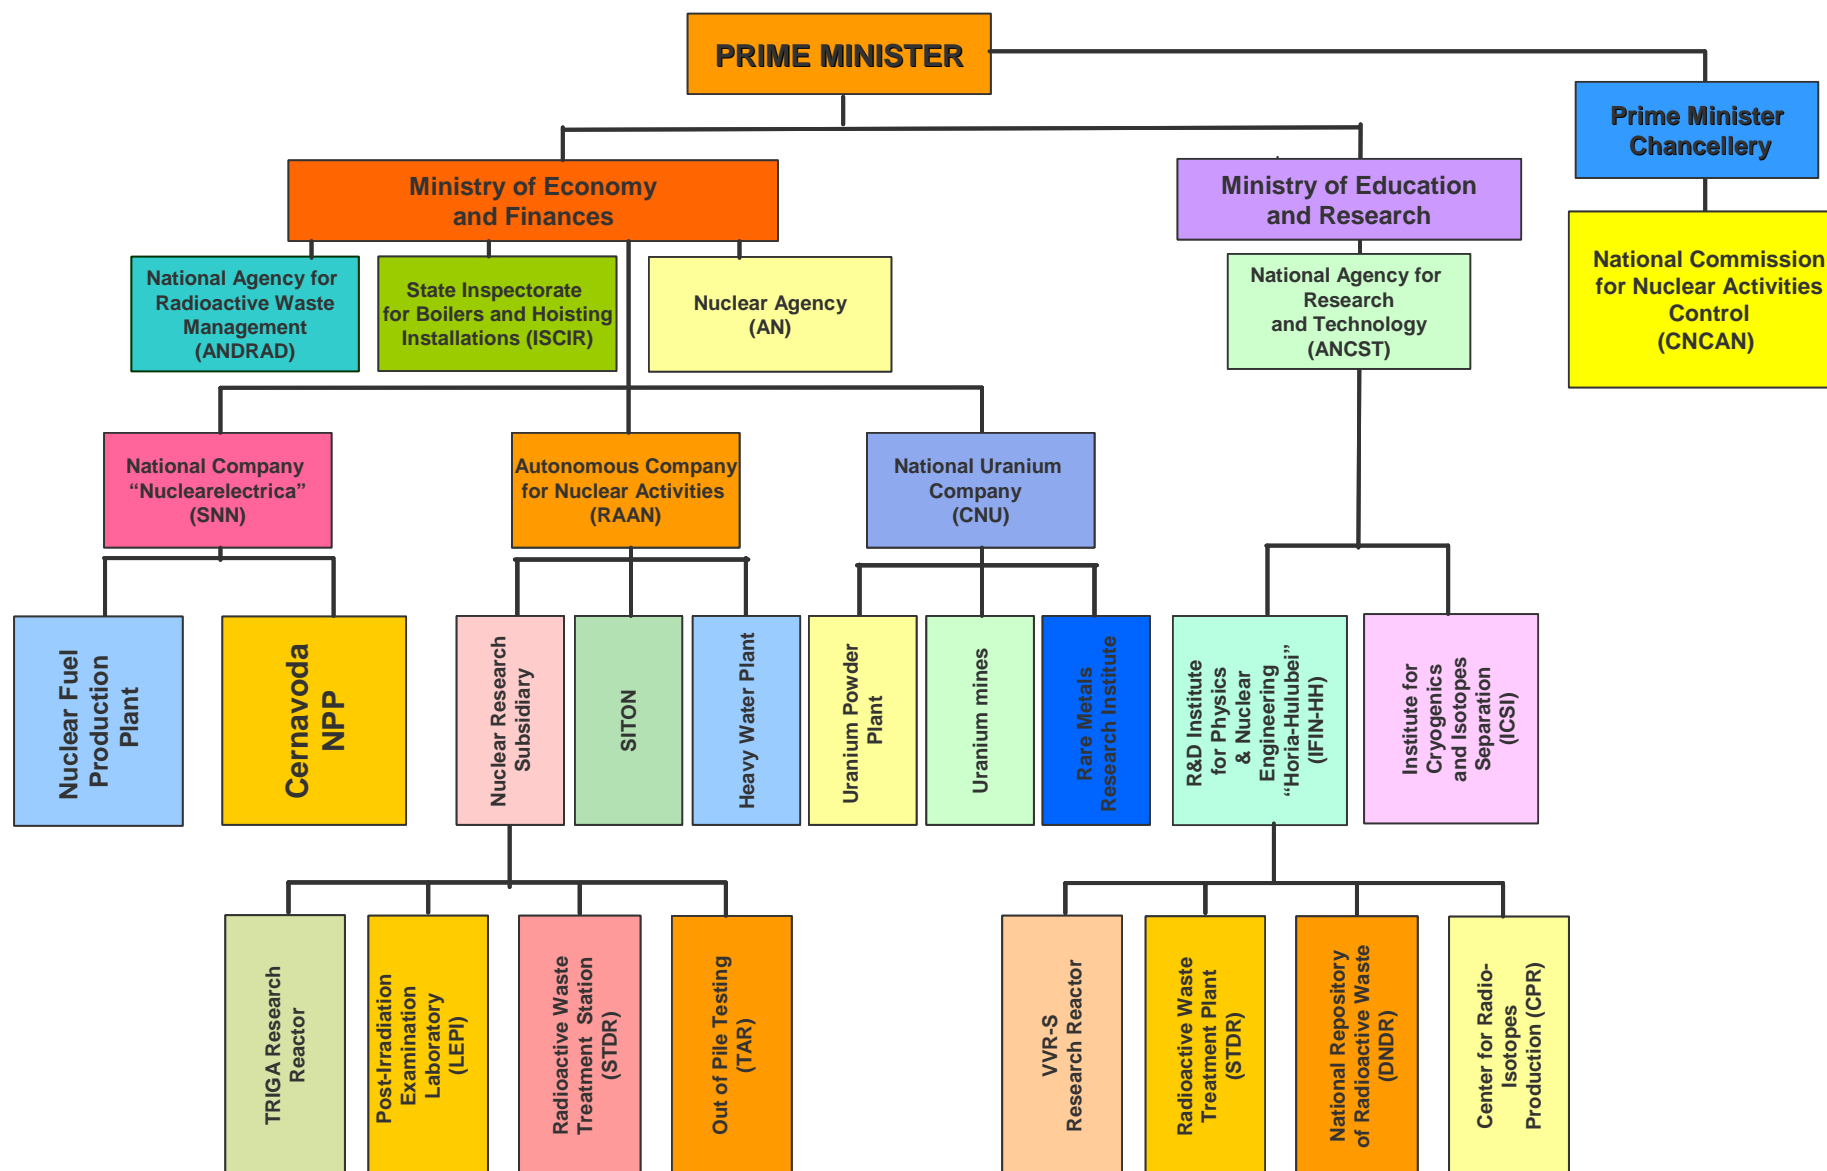 PRIME MINISTER
Prime Minister
Chancellery
Ministry of Economy
and Finances
Ministry of Education
and Research
National Commission
for Nuclear Activities
Control
(CNCAN)
National Agency for
Radioactive Waste
Management
(ANDRAD)
State Inspectorate
for Boilers and Hoisting
Installations (ISCIR)
Nuclear Agency
(AN)
National Agency for
Research
and Technology
(ANCST)
National Company
“Nuclearelectrica”
(SNN)
Autonomous Company
for Nuclear Activities
(RAAN)
National Uranium
Company
(CNU)
Nuclear Fuel
Production
Plant
Cernavoda
NPP
Nuclear Research
Subsidiary
SITON
Heavy Water Plant
Uranium Powder
Plant
Uranium mines
Rare Metals
Research Institute
R&D Institute
for Physics
& Nuclear
Engineering
“Horia-Hulubei”
(IFIN-HH)
Institute for
Cryogenics
and Isotopes
Separation
(ICSI)
TRIGA Research
Reactor
Post-Irradiation
Examination
Laboratory
(LEPI)
Radioactive Waste
Treatment Station
(STDR)
Out of Pile Testing
(TAR)
VVR-S
Research Reactor
Radioactive Waste
Treatment Plant
(STDR)
National Repository
of Radioactive Waste
(DNDR)
Center for Radio-
Isotopes
Production (CPR)